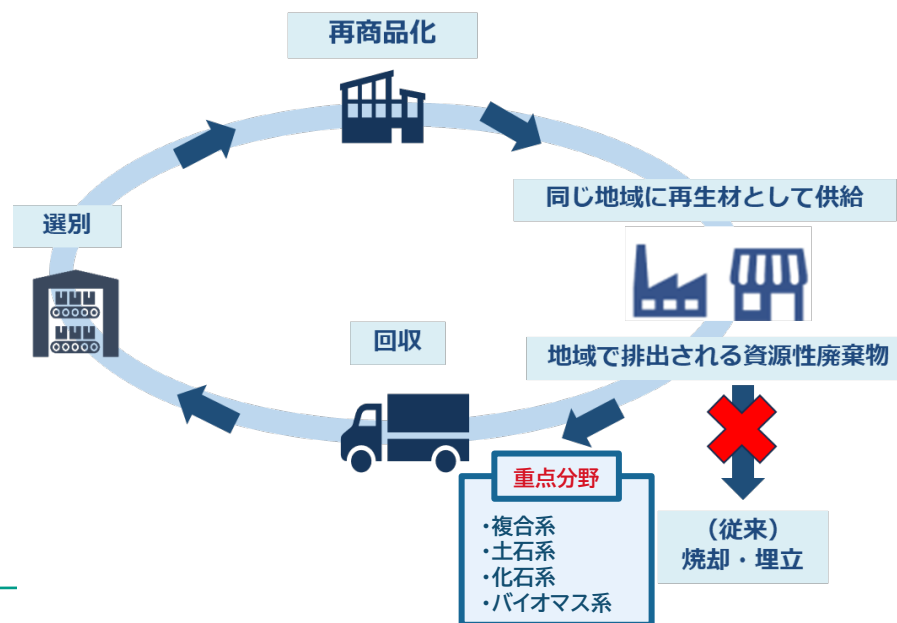 再商品化
同じ地域に再生材として供給
選別
回収
地域で排出される資源性廃棄物
重点分野
・複合系
・土石系
・化石系
・バイオマス系
（従来）
焼却・埋立